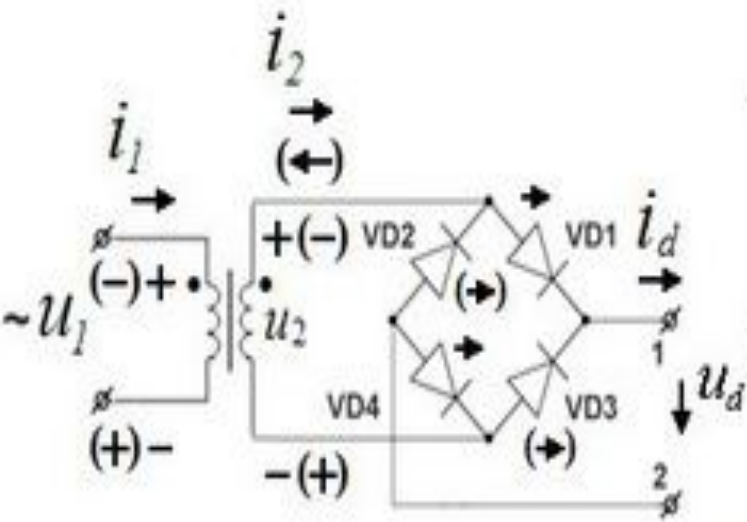 i2
i1
(←)
+(-) VD2 VD1 id
(-)+
~u1 u2
1
ud
VD4 VD3
(+)-
-(+)
2